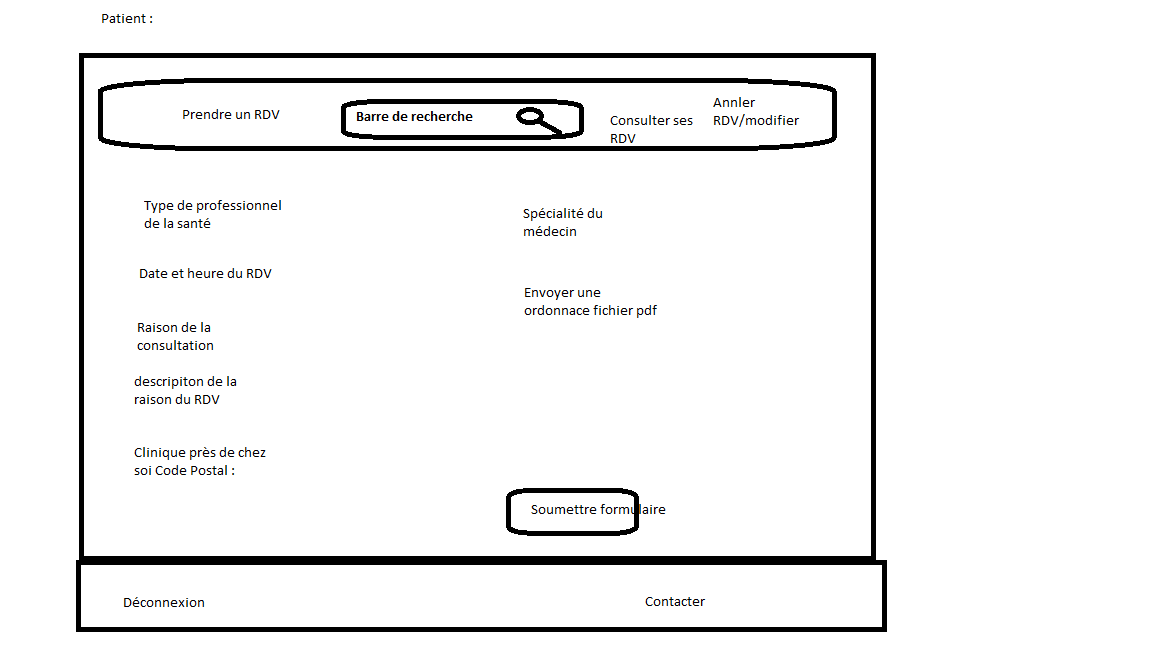 Patient :
Prendre un RDV
Barre de recherche
Consulter ses
RDV
Annler
RDV/modifier
Type de professionnel
de la santé
Spécialité du
médecin
Date et heure du RDV
Envoyer une
ordonnace fichier pdf
Raison de la
consultation
descripiton de la
raison du RDV
Clinique près de chez
soi Code Postal :
Soumettre formulaire
Déconnexion
Contacter